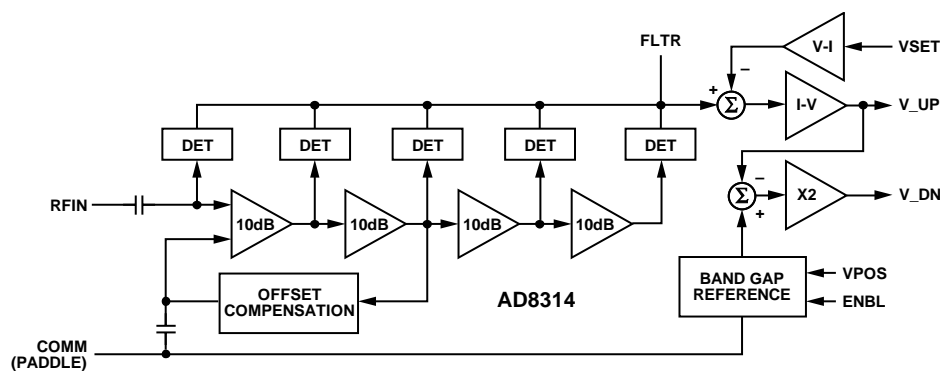 FLTR
V-I
VSET
+
–
Σ
I-V
V_UP
DET
DET
DET
DET
DET
–
Σ
+
X2
V_DN
RFIN
10dB
10dB
10dB
10dB
OFFSET
COMPENSATION
AD8314
BAND GAP
REFERENCE
VPOS
ENBL
COMM
(PADDLE)